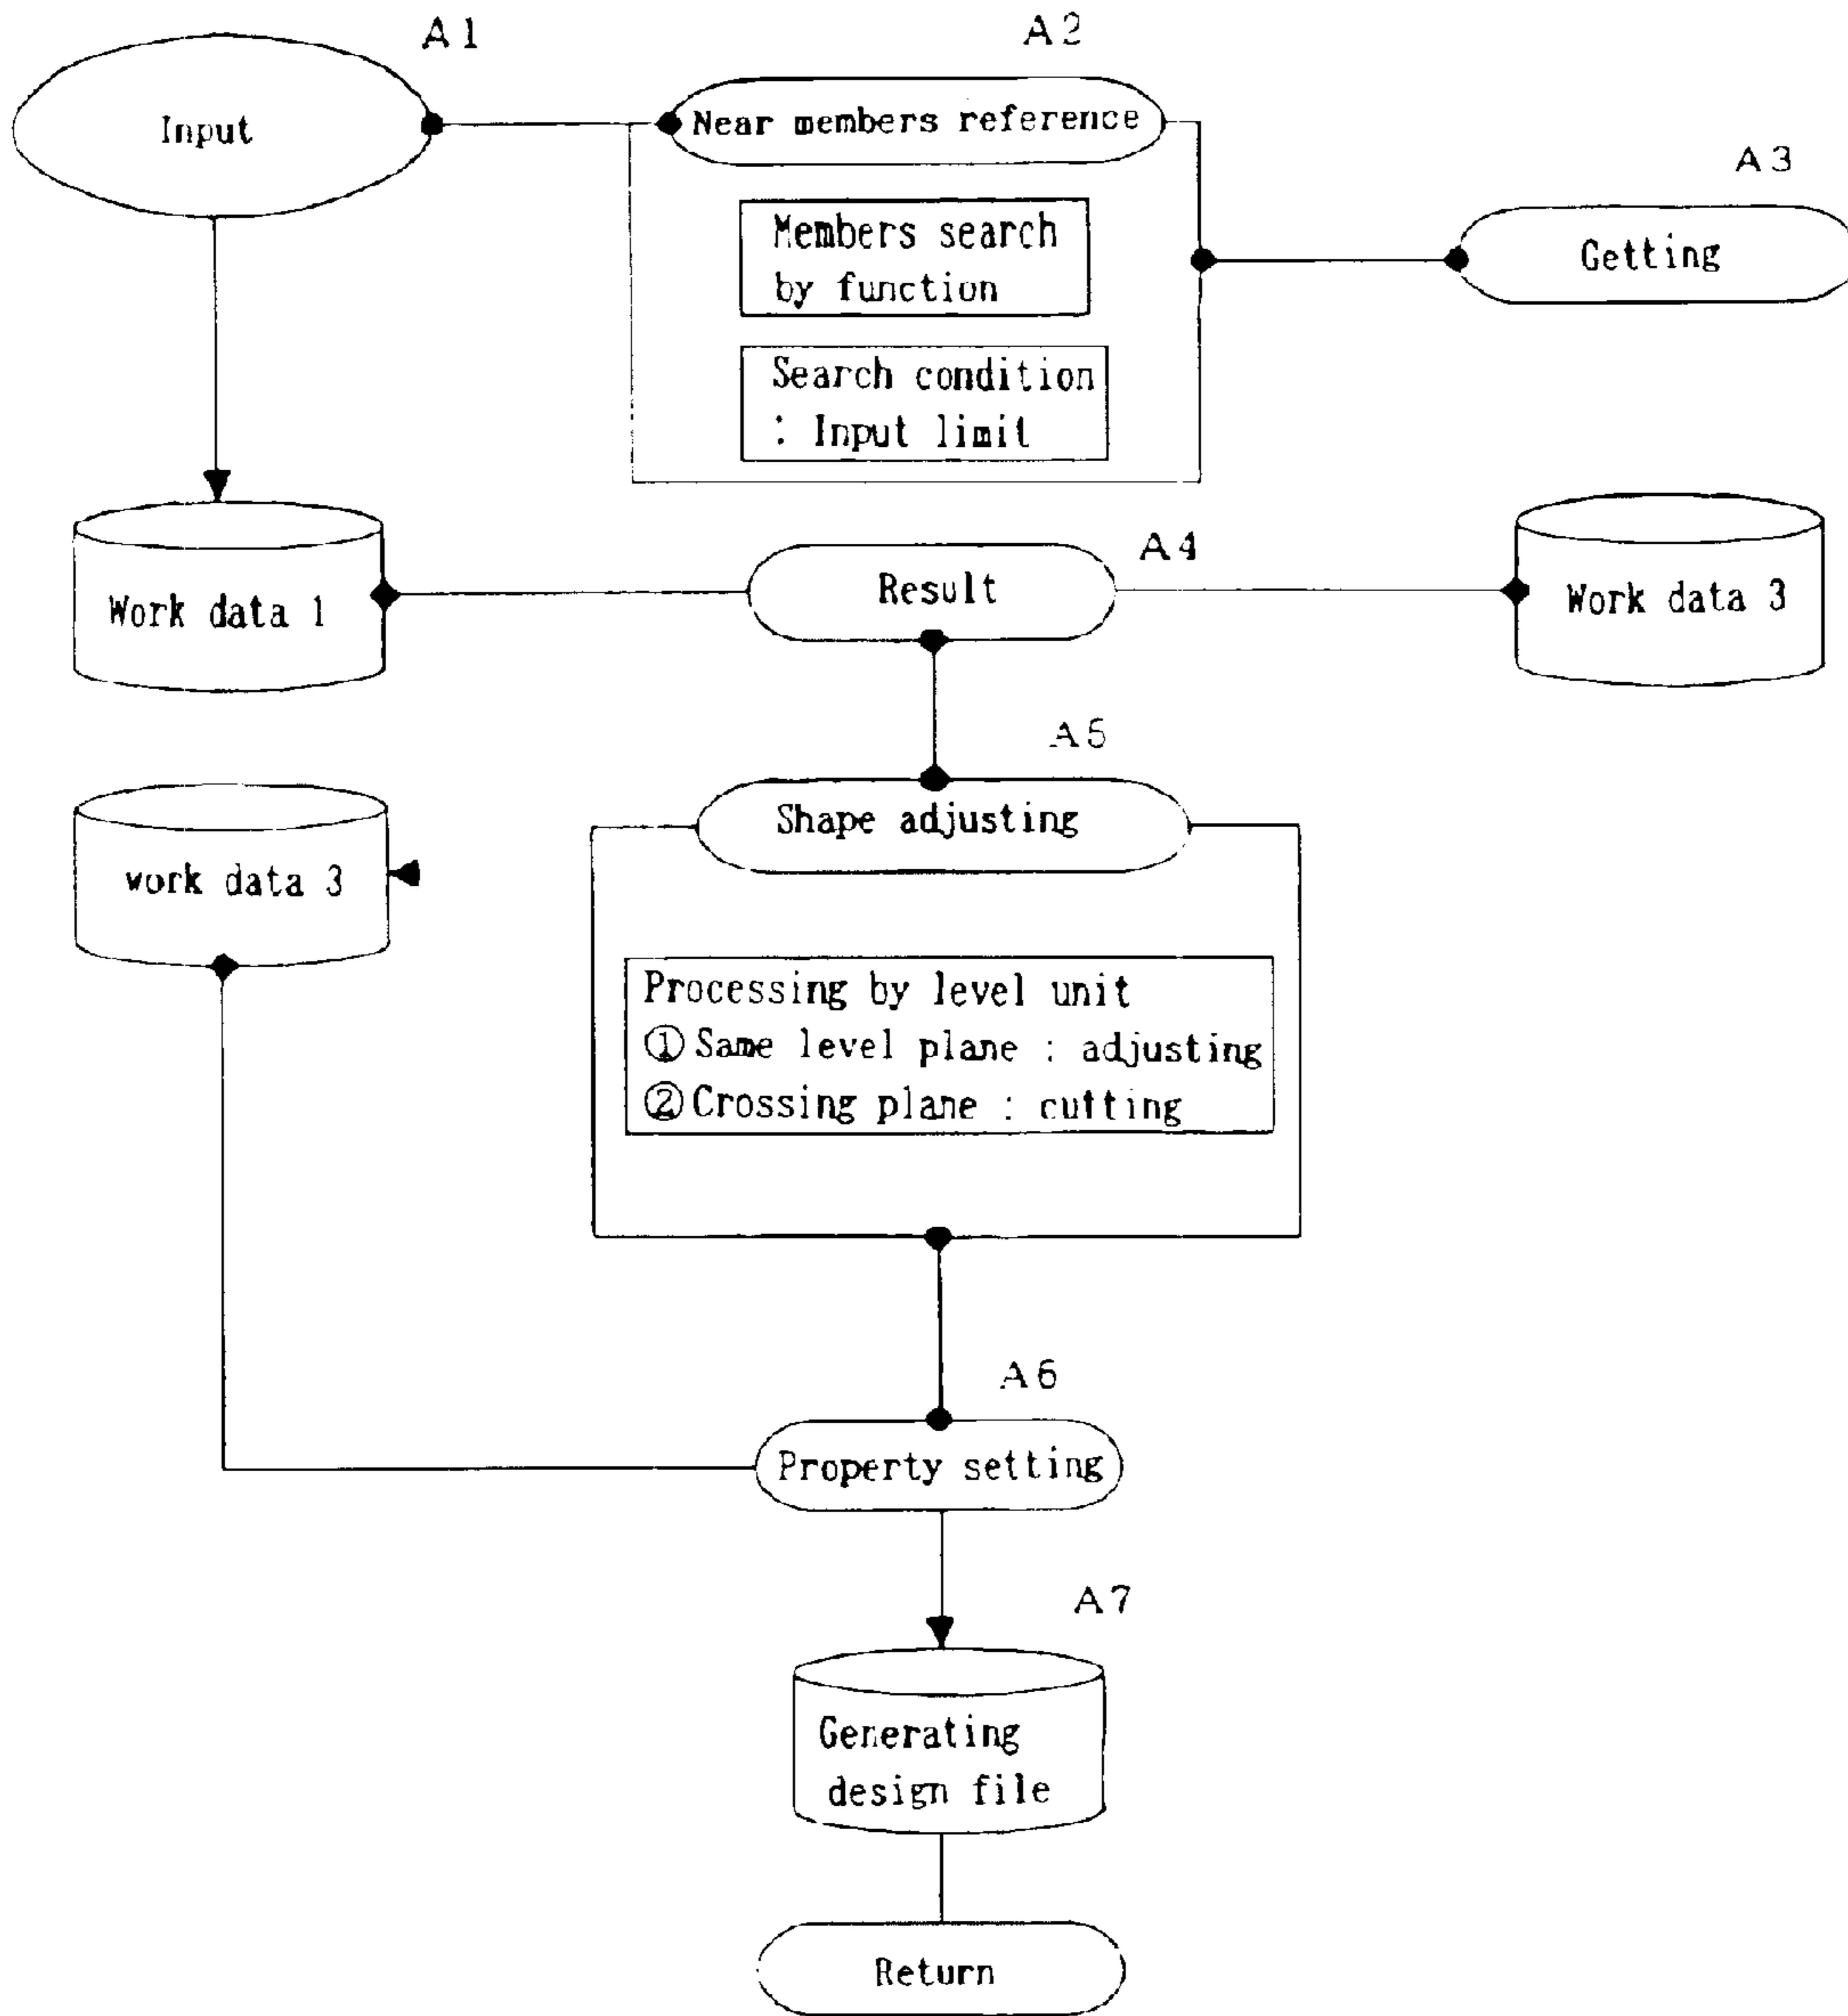 A1
A2
Input
Near members reference
A3
Members search
by function
Getting
Search condition
: Input limit
A4
Work data 1
Result
Work data 3
A5
Shape adjusting
work data 3
Processing by level unit
① Same level plane : adjusting
② Crossing plane : cutting
A6
Property setting
A7
Generating
design file
Return